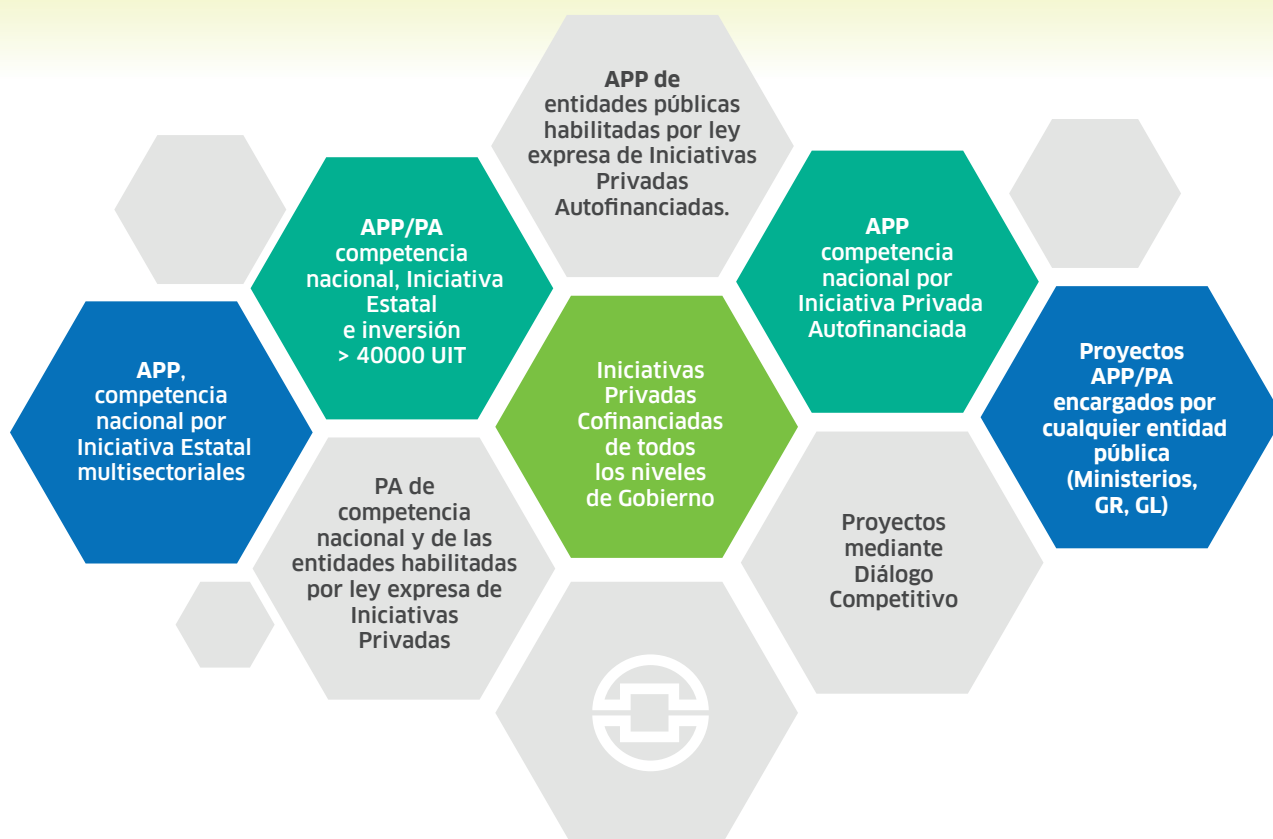 APP de
entidades públicas
habilitadas por ley
expresa de Iniciativas
Privadas
Autofinanciadas.
APP/PA
competencia
nacional, Iniciativa
Estatal
e inversión
> 40000 UIT
APP
competencia
nacional por
Iniciativa Privada
Autofinanciada
APP,
competencia
nacional por
Iniciativa Estatal
multisectoriales
Iniciativas
Privadas
Cofinanciadas
de todos
los niveles
de Gobierno
Proyectos
APP/PA
encargados por
cualquier entidad
pública
(Ministerios,
GR, GL)
PA de
competencia
nacional y de las
entidades habilitadas
por ley expresa de
Iniciativas
Privadas
Proyectos
mediante
Diálogo
Competitivo